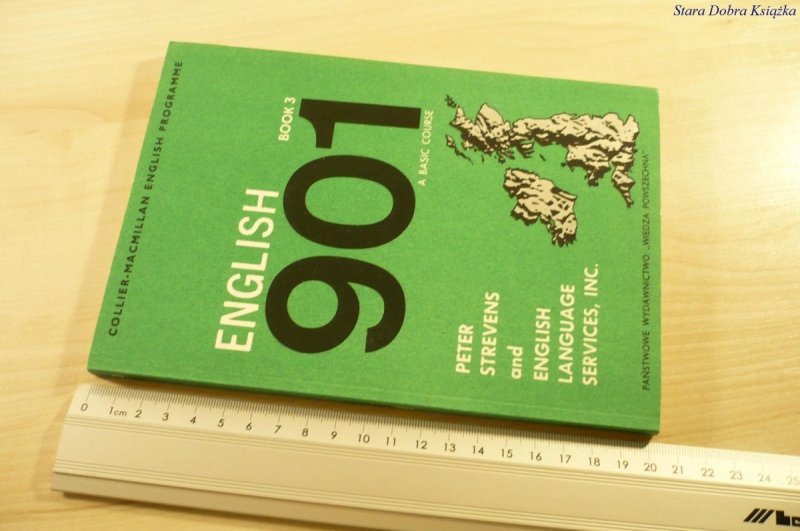 Stara Dobra Książka
COLLIER-MACMILLAN ENGLISH PROGRAMME
ENGLISH
BOOK 3
901
A BASIC COURSE
PETER
STREVENS
and
ENGLISH
LANGUAGE
SERVICES, INC.
PAŃSTWOWE WYDAWNICTWO „WIEDZA POWSZECHNA"
0 1cm 2 3 4 5 6 7 8 9 10 11 12 13 14 15 16 17 18 19 20 21 22 23 24 25